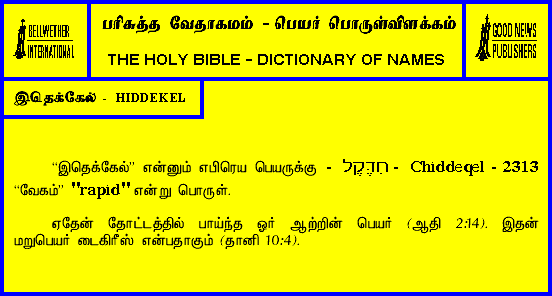 BELLWETHER
INTERNATIONAL
பரிசுத்த வேதாகமம் - பெயர் பொருள்விளக்கம்
THE HOLY BIBLE - DICTIONARY OF NAMES
GOOD NEWS
PUBLISHERS
இதெக்கேல் - HIDDEKEL
“இதெக்கேல்” என்னும் எபிரெய பெயருக்கு - חִדֶּקֶל - Chiddeqel - 2313
“வேகம்” "rapid" என்று பொருள்.
ஏதேன் தோட்டத்தில் பாய்ந்த ஓர் ஆற்றின் பெயர் (ஆதி 2:14). இதன்
மறுபெயர் டைகிரீஸ் என்பதாகும் (தானி 10:4).